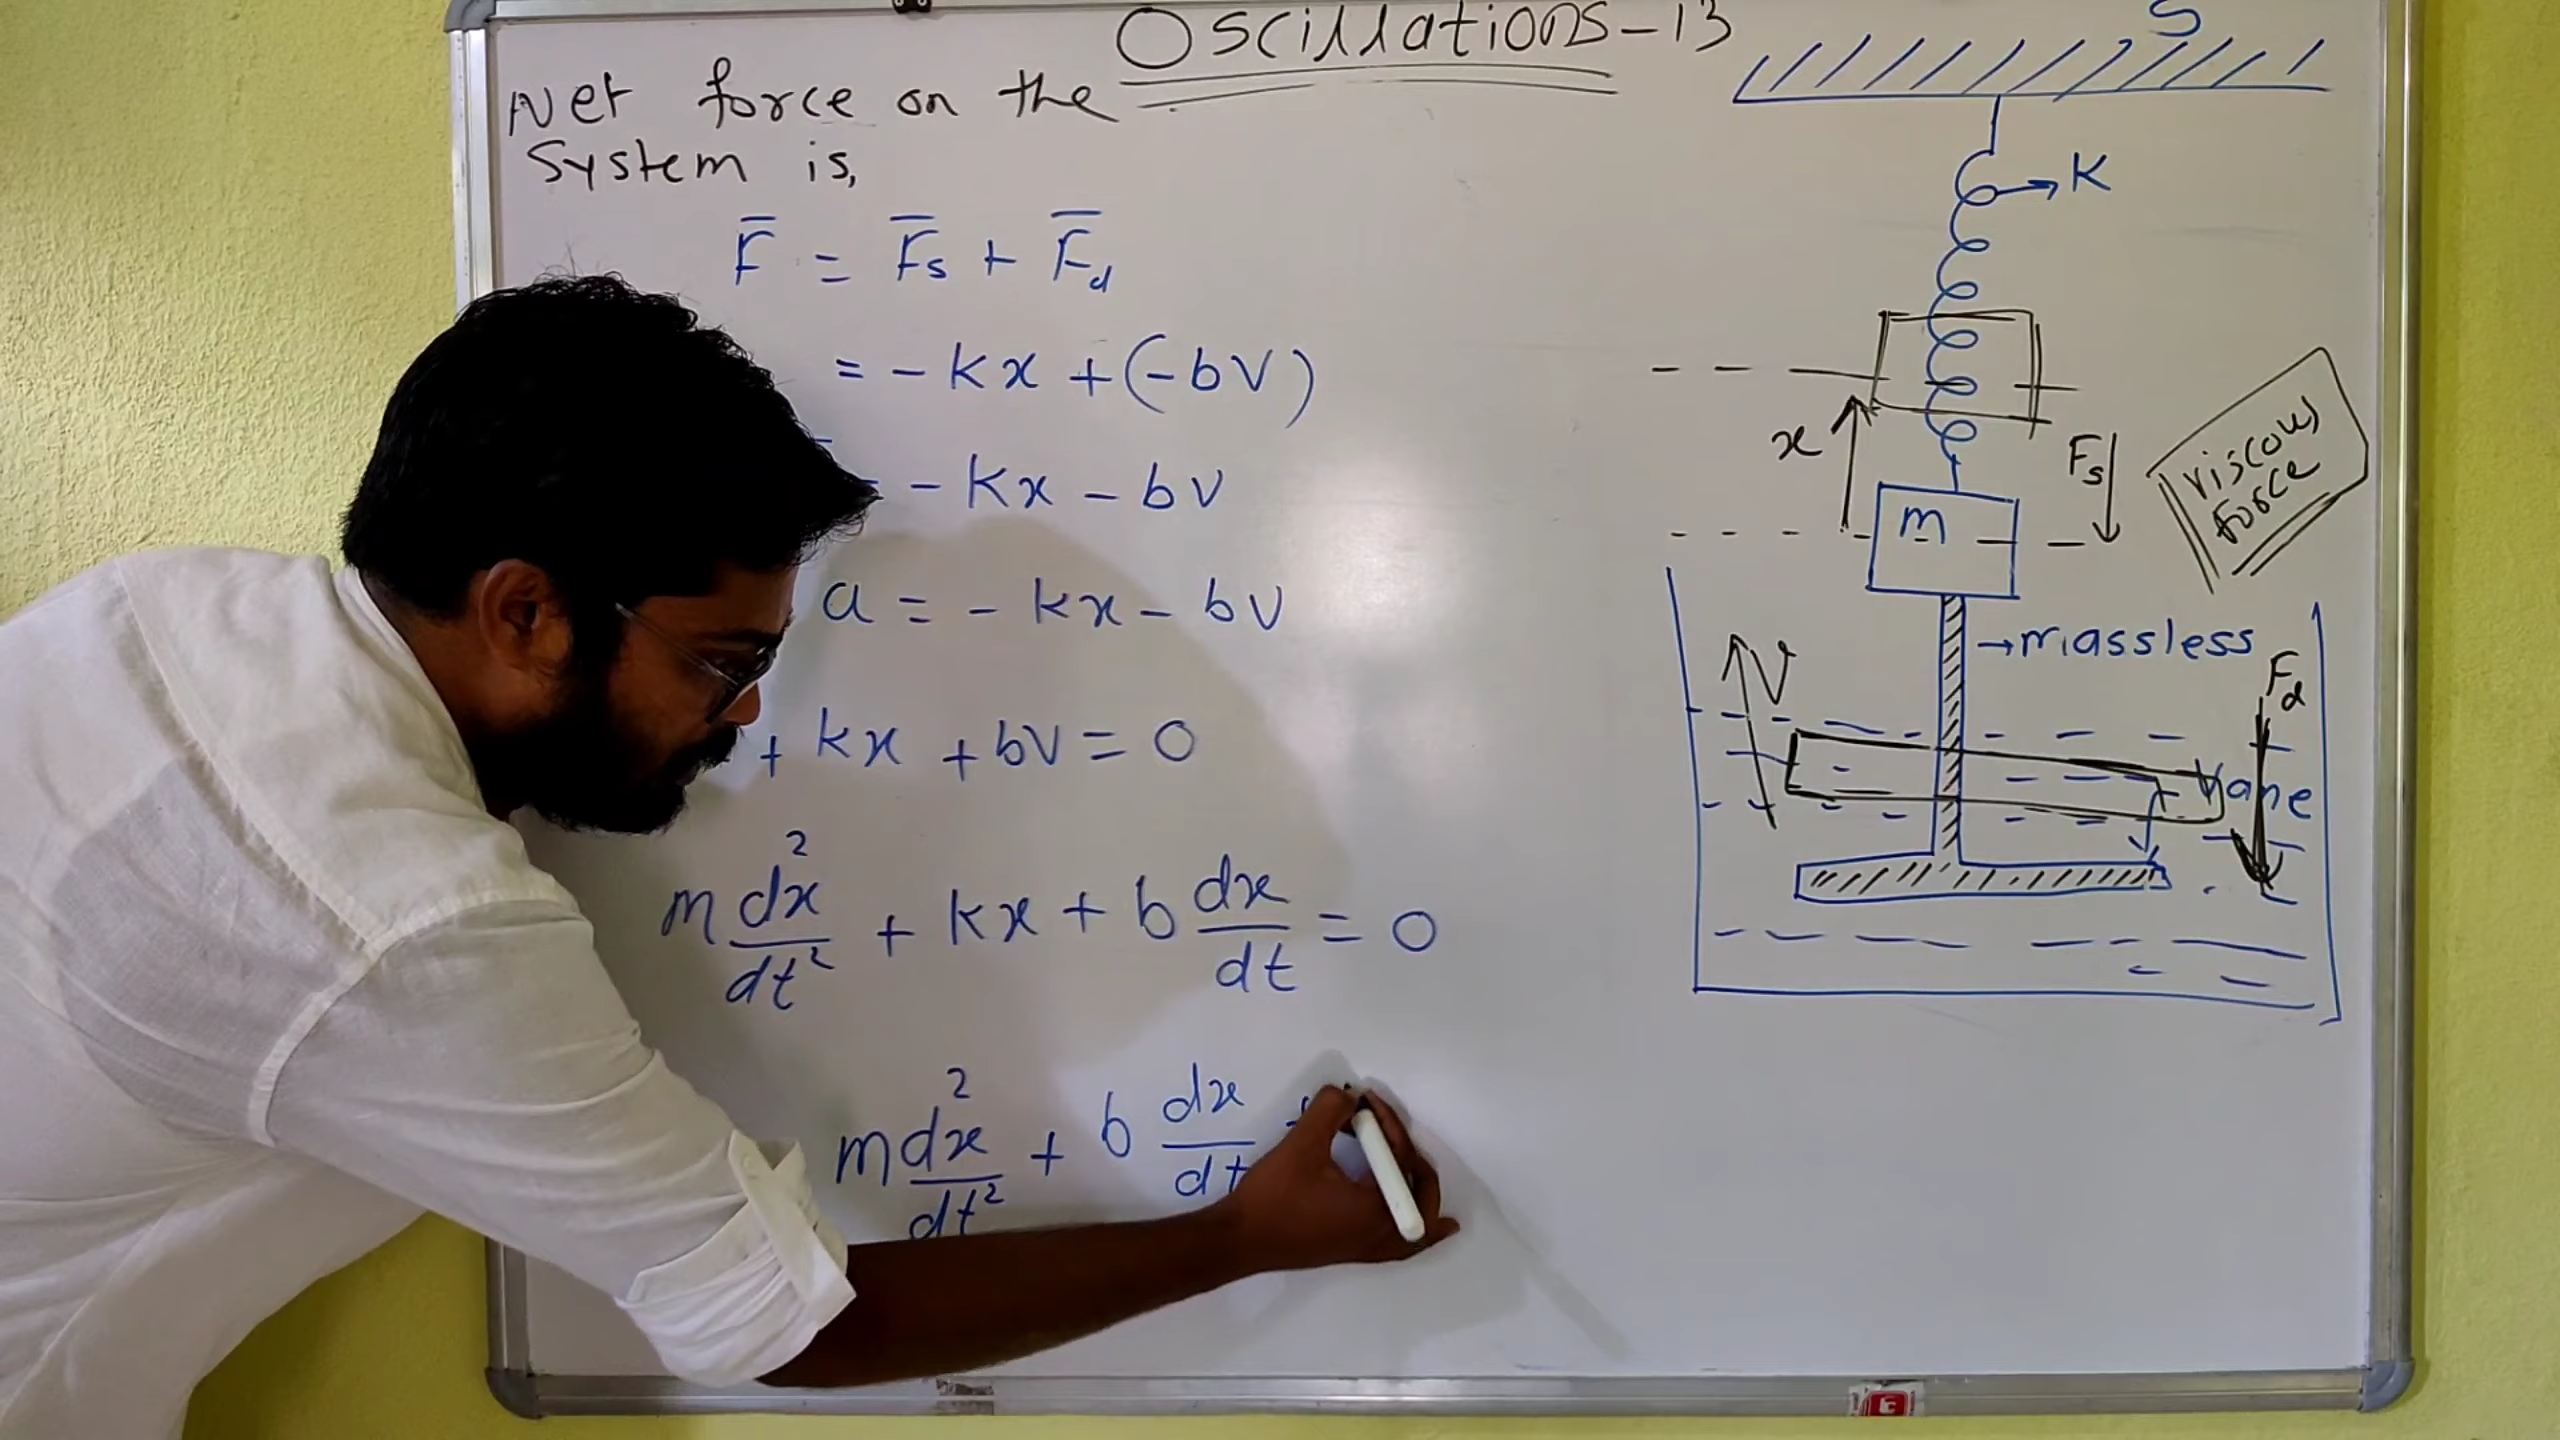 Oscillations-13
Net force on the
System is,
F̅ = F̅s + F̅d
= - kx + (-bv)
= - kx - bv
a = - kx - bv
+ kx + bv = 0
m d²x/dt² + kx + b dx/dt = 0
m d²x/dt² + b dx/dt +
S
K
x
Fs
viscous
force
m
→massless
V
Fd
Vane